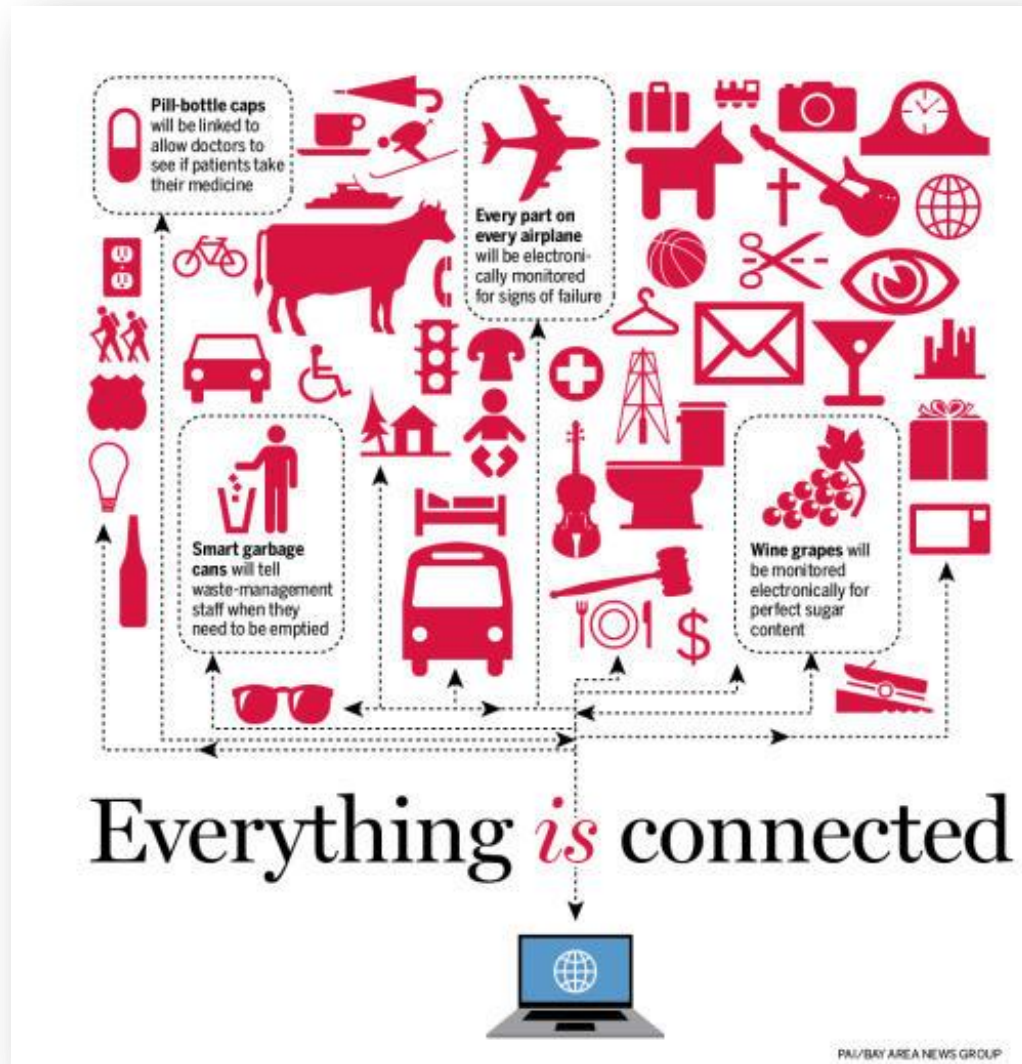 Pill-bottle caps
will be linked to
allow doctors to
see if patients take
their medicine
Every part on
every airplane
will be electroni-
cally monitored
for signs of failure
Smart garbage
cans will tell
waste-management
staff when they
need to be emptied
Wine grapes will
be monitored
electronically for
perfect sugar
content
$
Everything is connected
PAI/BAY AREA NEWS GROUP